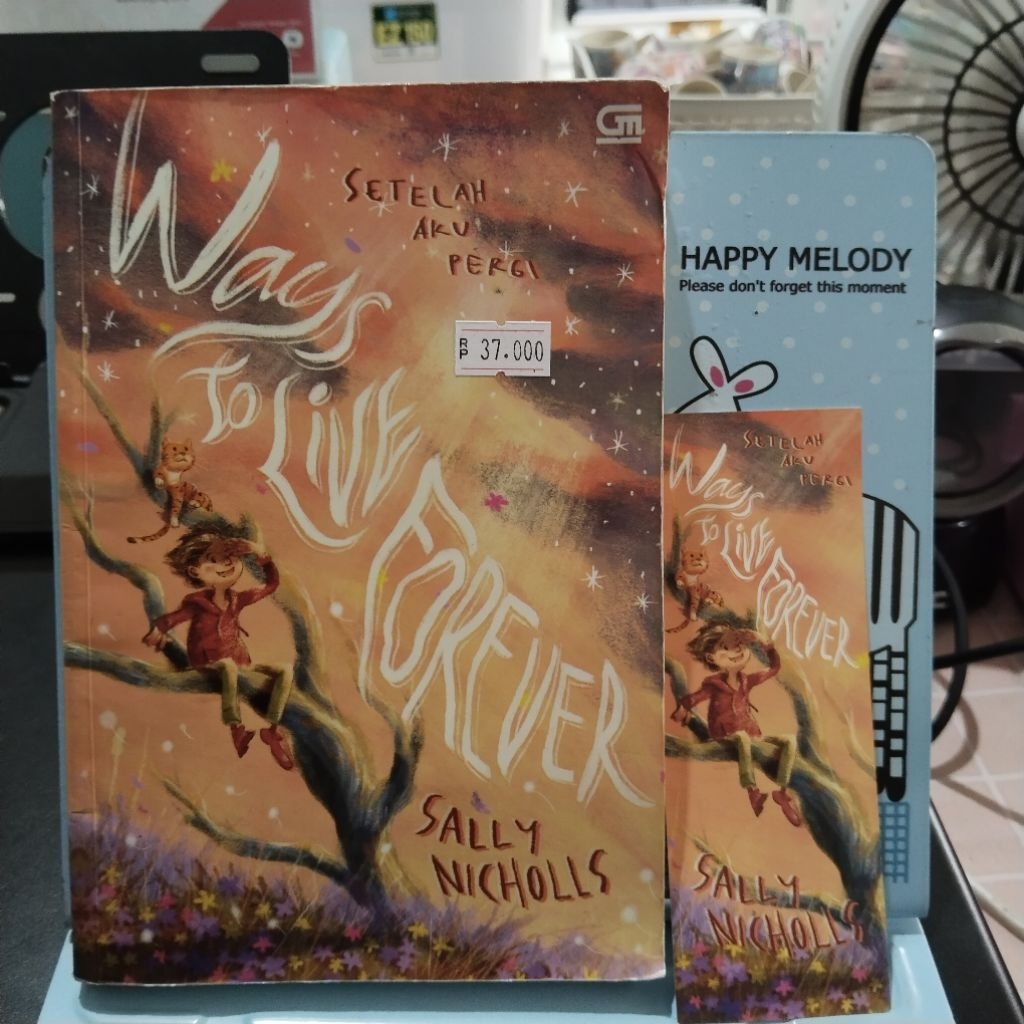 GM
SETELAH
AKU
PERGI
Ways
To LIVE
FOREVER
RP 37.000
SALLY
NICHOLLS
HAPPY MELODY
Please don't forget this moment
SETELAH
AKU
PERGI
Ways
To LIVE
FOREVER
SALLY
NICHOLLS